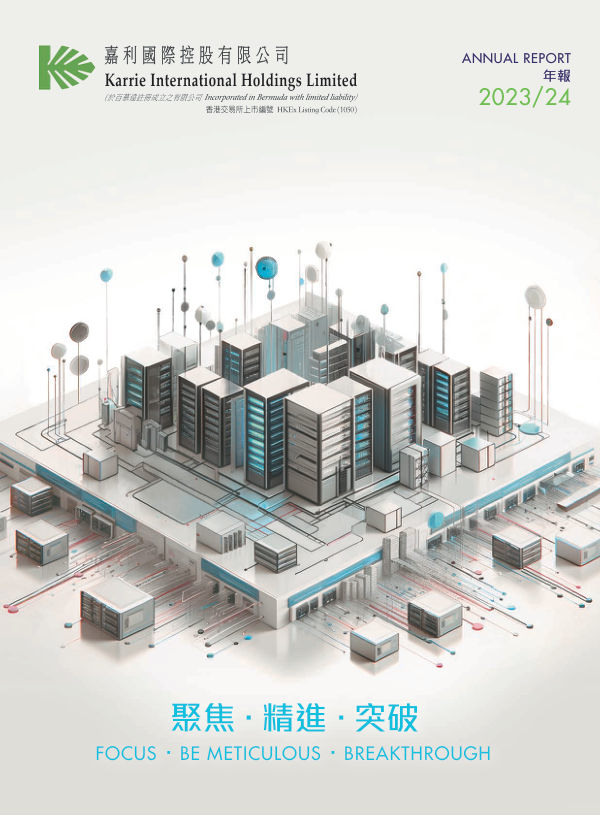 嘉利國際控股有限公司
Karrie International Holdings Limited
(於百慕達註冊成立之有限公司 Incorporated in Bermuda with limited liability)
香港交易所上市編號 HKEx Listing Code (1050)
ANNUAL REPORT
年報
2023/24
聚焦·精進·突破
FOCUS · BE METICULOUS · BREAKTHROUGH